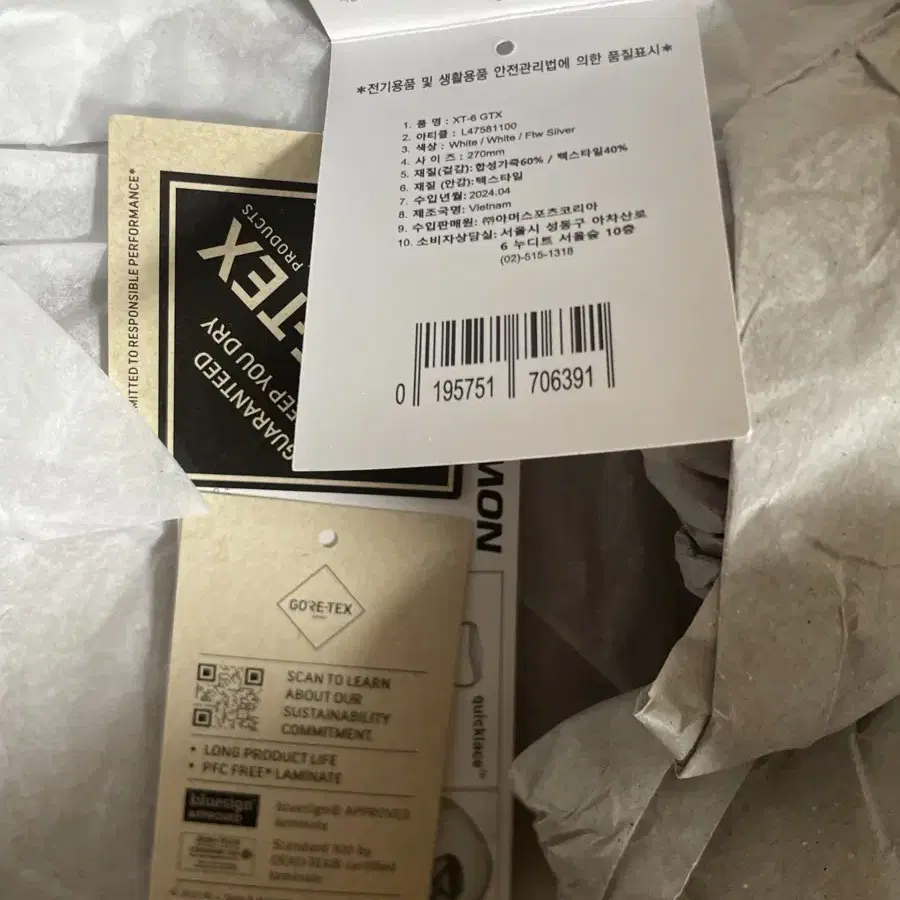 *전기용품 및 생활용품 안전관리법에 의한 품질표시*
1. 품 명 : XT-6 GTX
2. 아티클 : L47581100
3. 색상 : White / White / Ftw Silver
4. 사 이 즈 : 270mm
5. 재질(겉감):합성가죽60% / 텍스타일40%
6. 재질 (안감):텍스타일
7. 수입년월: 2024.04
8. 제조국명: Vietnam
9. 수입판매원: ㈜아머스포츠코리아
10. 소비자상담실: 서울시 성동구 아차산로
6 누디트 서울숲 10층
(02)-515-1318
0 195751 706391
MITTED TO RESPONSIBLE PERFORMANCE*
-TEX
PRODUCTS
GUARANTEED
EEP YOU DRY
MON
quicklace™
GORE-TEX
SCAN TO LEARN
ABOUT OUR
SUSTAINABILITY
COMMITMENT.
• LONG PRODUCT LIFE
• PFC FREE* LAMINATE
bluesign®
APPROVED
bluesign® APPROVED
laminate
Standard 100 by
OEKO-TEX® certified
laminate